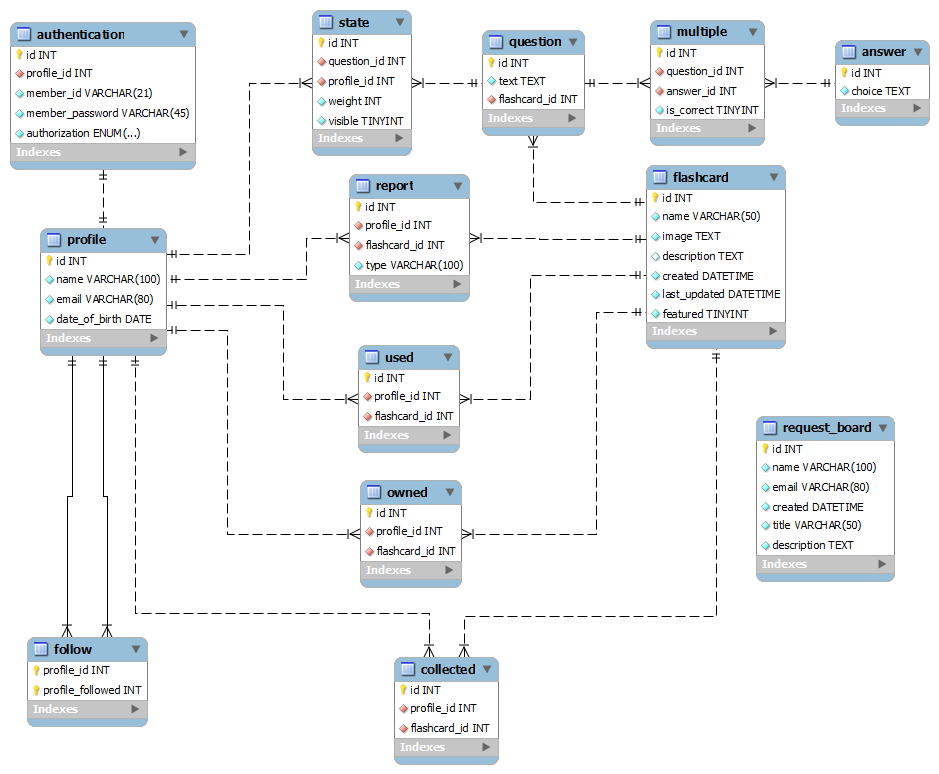 authentication
id INT
profile_id INT
member_id VARCHAR(21)
member_password VARCHAR(45)
authorization ENUM(...)
Indexes
state
id INT
question_id INT
profile_id INT
weight INT
visible TINYINT
Indexes
question
id INT
text TEXT
flashcard_id INT
Indexes
multiple
id INT
question_id INT
answer_id INT
is_correct TINYINT
Indexes
answer
id INT
choice TEXT
Indexes
report
id INT
profile_id INT
flashcard_id INT
type VARCHAR(100)
Indexes
flashcard
id INT
name VARCHAR(50)
image TEXT
description TEXT
created DATETIME
last_updated DATETIME
featured TINYINT
Indexes
profile
id INT
name VARCHAR(100)
email VARCHAR(80)
date_of_birth DATE
Indexes
used
id INT
profile_id INT
flashcard_id INT
Indexes
request_board
id INT
name VARCHAR(100)
email VARCHAR(80)
created DATETIME
title VARCHAR(50)
description TEXT
Indexes
owned
id INT
profile_id INT
flashcard_id INT
Indexes
follow
profile_id INT
profile_followed INT
Indexes
collected
id INT
profile_id INT
flashcard_id INT
Indexes